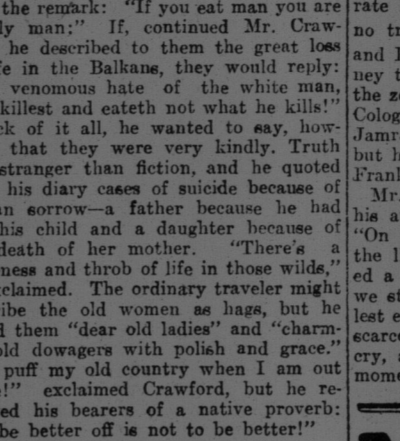 the remark: "If you eat man you are
ly man;" If, continued Mr. Craw-
he described to them the great loss
fe in the Balkans, they would reply:
venomous hate of the white man,
killest and eateth not what he kills!"
ck of it all, he wanted to say, how-
that they were very kindly. Truth
stranger than fiction, and he quoted
his diary cases of suicide because of
an sorrow—a father because he had
his child and a daughter because of
death of her mother. "There's a
ness and throb of life in those wilds,"
claimed. The ordinary traveler might
ibe the old women as hags, but he
d them "dear old ladies" and "charm-
old dowagers with polish and grace."
puff my old country when I am out
e!" exclaimed Crawford, but he re-
ed his bearers of a native proverb:
be better off is not to be better!"
rate
no tr
and I
ney t
the ze
Colog
Jamr
but h
Frank
Mr.
his a
"On
the l
ed a
we st
lest e
scarce
cry, a
mome